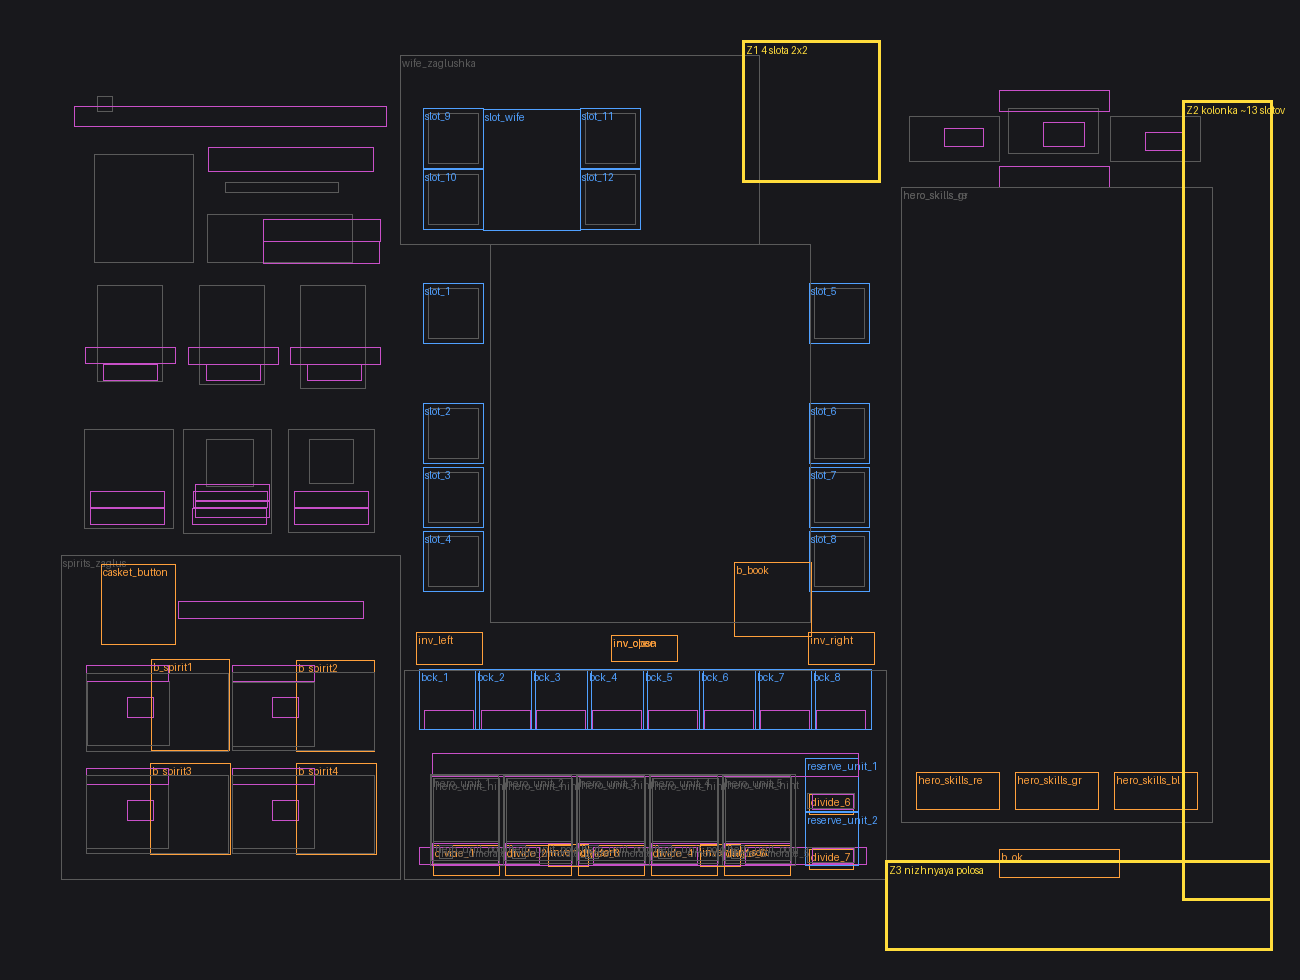 Z1 4 slota 2x2
wife_zaglushka
Z2 kolonka ~13 slotov
slot_9
slot_wife
slot_11
slot_10
slot_12
hero_skills_gr
slot_1
slot_5
slot_2
slot_6
slot_3
slot_7
slot_4
slot_8
spirits_zaglus
casket_button
b_book
inv_left
inv_open
inv_right
b_spirit1
b_spirit2
bck_1
bck_2
bck_3
bck_4
bck_5
bck_6
bck_7
bck_8
b_spirit3
b_spirit4
reserve_unit_1
hero_skills_re
hero_skills_gr
hero_skills_bl
divide_6
reserve_unit_2
divide_1
divide_4
divide_7
b_ok
Z3 nizhnyaya polosa